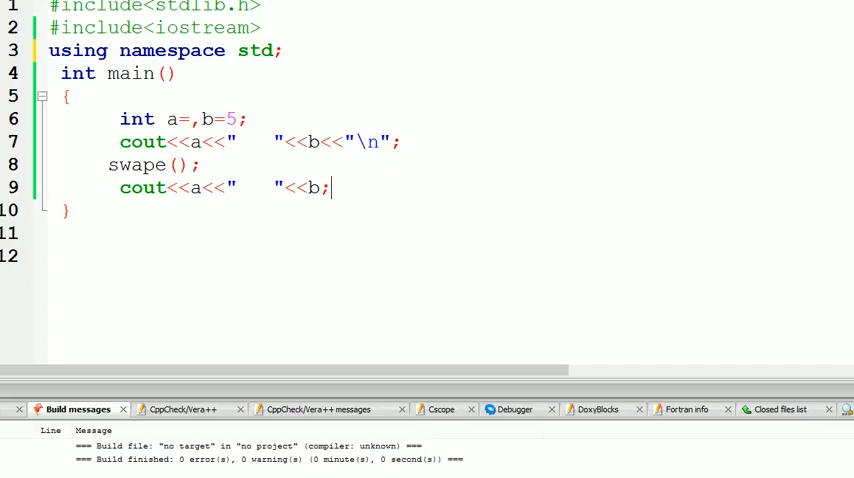 1 #include<stdlib.h>
2 #include<iostream>
3 using namespace std;
4 int main()
5 {
6 int a=,b=5;
7 cout<<a<<"   "<<b<<"\n";
8 swape();
9 cout<<a<<"   "<<b;
10 }
11
12
Build messages CppCheck/Vera++ CppCheck/Vera++ messages Cscope Debugger DoxyBlocks Fortran info Closed files list
Line Message
=== Build file: "no target" in "no project" (compiler: unknown) ===
=== Build finished: 0 error(s), 0 warning(s) (0 minute(s), 0 second(s)) ===